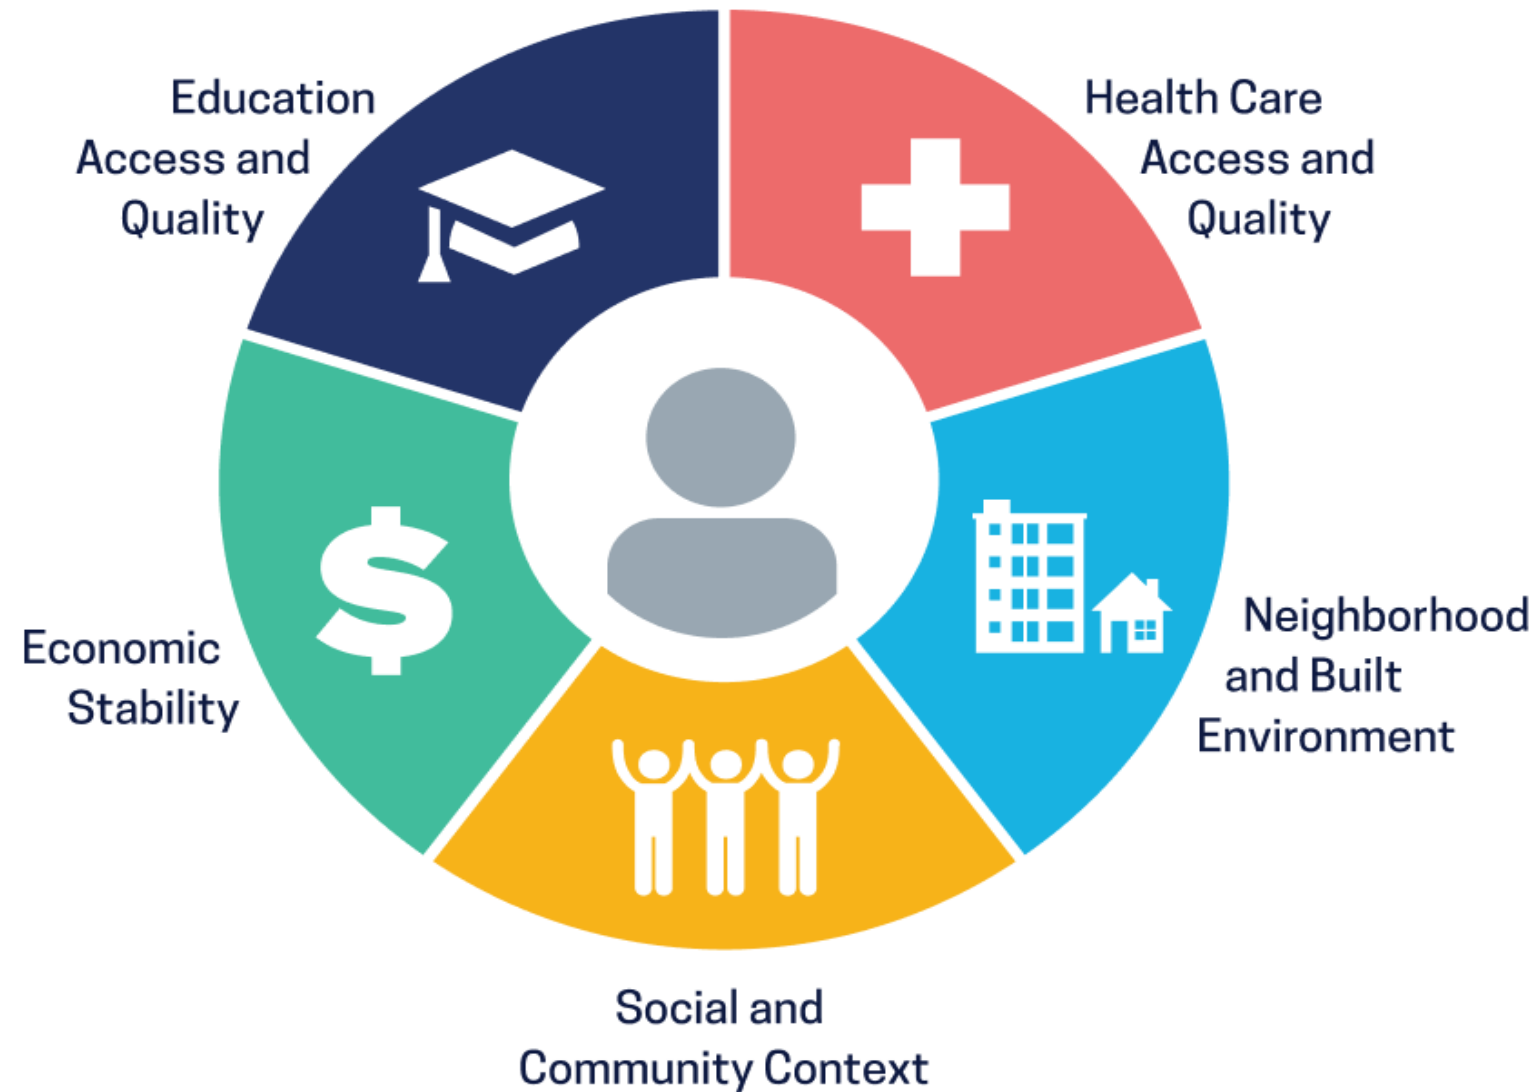 Education
Access and
Quality
Health Care
Access and
Quality
Economic
Stability
Neighborhood
and Built
Environment
Social and
Community Context